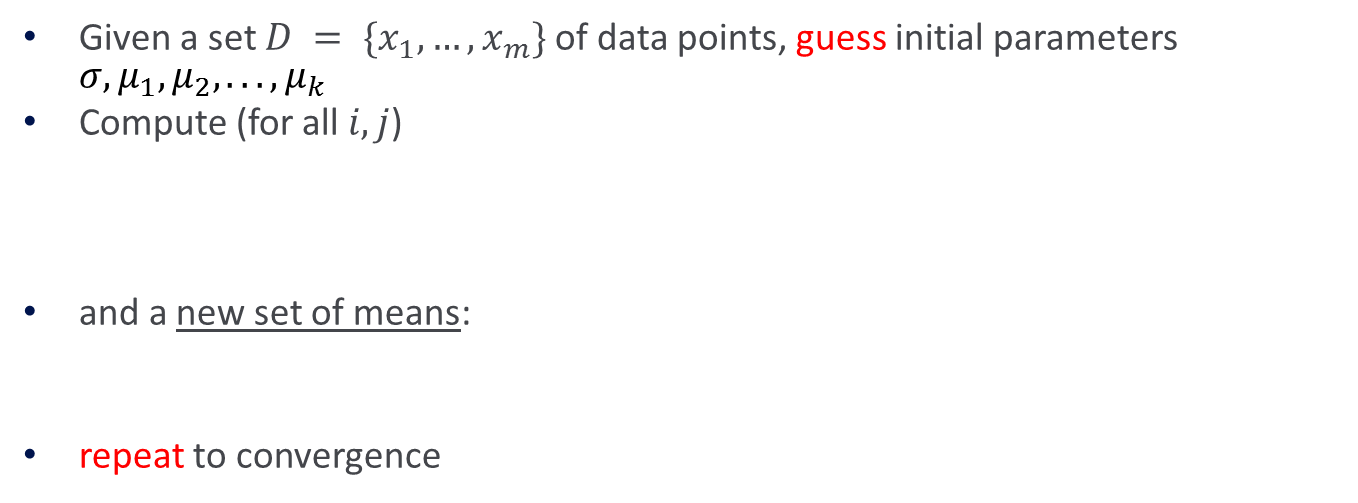 • Given a set D = {x₁, … , xₘ} of data points, guess initial parameters
σ, μ₁, μ₂, . . . , μₖ
• Compute (for all i, j)
• and a new set of means:
• repeat to convergence